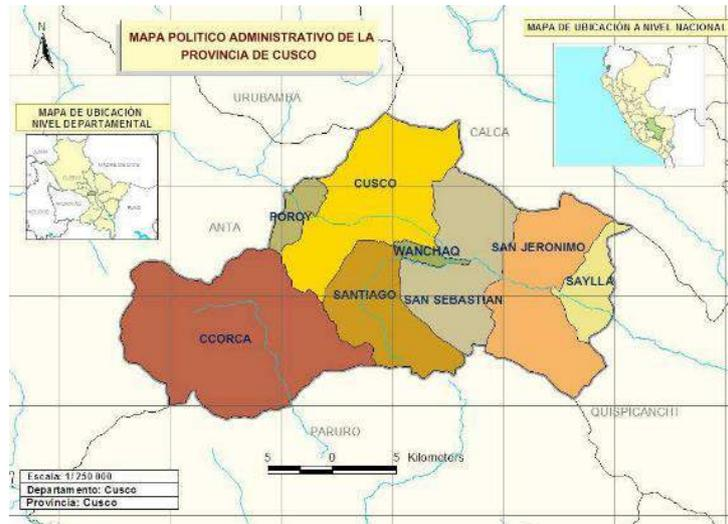 MAPA POLITICO ADMINISTRATIVO DE LA
PROVINCIA DE CUSCO
MAPA DE UBICACIÓN A NIVEL NACIONAL
MAPA DE UBICACIÓN
NIVEL DEPARTAMENTAL
URUBAMBA
CALCA
ANTA
CUSCO
POROY
WANCHAQ
SAN JERONIMO
SAYLLA
SANTIAGO
SAN SEBASTIAN
CCORCA
QUISPICANCHI
PARURO
5 0 5 Kilometers
Escala: 1/250 000
Departamento: Cusco
Provincia: Cusco